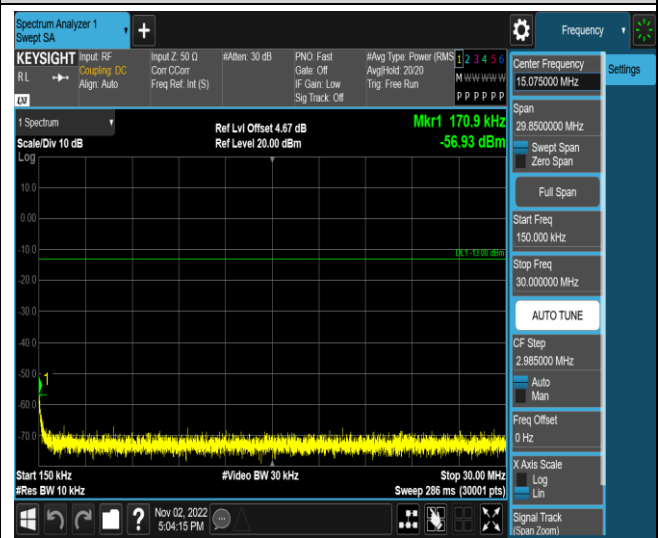 Spectrum Analyzer 1
Swept SA
Frequency
KEYSIGHT
RL
LXI
Input: RF
Coupling: DC
Align: Auto
Input Z: 50 Ω
Corr CCorr
Freq Ref: Int (S)
#Atten: 30 dB
PNO: Fast
Gate: Off
IF Gain: Low
Sig Track: Off
#Avg Type: Power (RMS
Avg|Hold: 20/20
Trig: Free Run
1 2 3 4 5 6
M W W W W W
P P P P P P
1 Spectrum
Scale/Div 10 dB
Ref Lvl Offset 4.67 dB
Ref Level 20.00 dBm
Mkr1 170.9 kHz
-56.93 dBm
Log
10.0
0.00
-10.0
DL1 -13.00 dBm
-20.0
-30.0
-40.0
-50.0
1
-60.0
-70.0
Start 150 kHz
#Video BW 30 kHz
Stop 30.00 MHz
#Res BW 10 kHz
Sweep 286 ms (30001 pts)
Nov 02, 2022
5:04:15 PM
Center Frequency
15.075000 MHz
Settings
Span
29.8500000 MHz
Swept Span
Zero Span
Full Span
Start Freq
150.000 kHz
Stop Freq
30.000000 MHz
AUTO TUNE
CF Step
2.985000 MHz
Auto
Man
Freq Offset
0 Hz
X Axis Scale
Log
Lin
Signal Track
(Span Zoom)